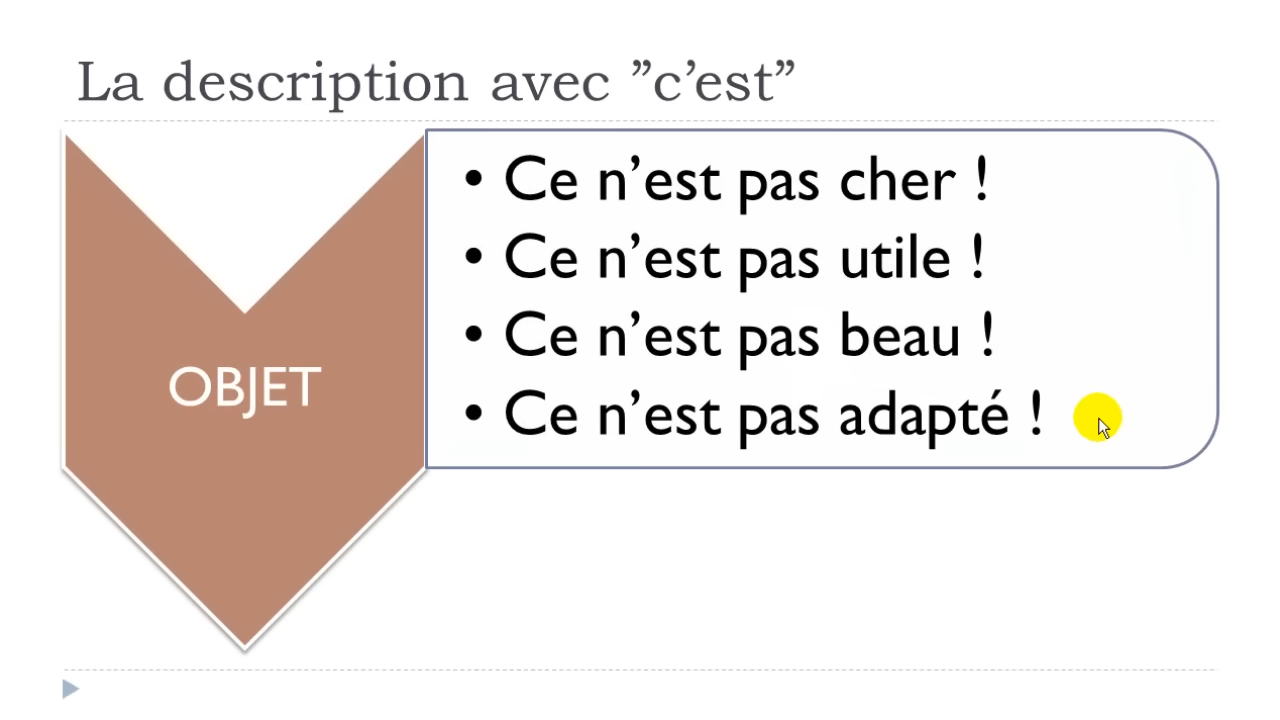 La description avec ”c’est”
OBJET
• Ce n’est pas cher !
• Ce n’est pas utile !
• Ce n’est pas beau !
• Ce n’est pas adapté !